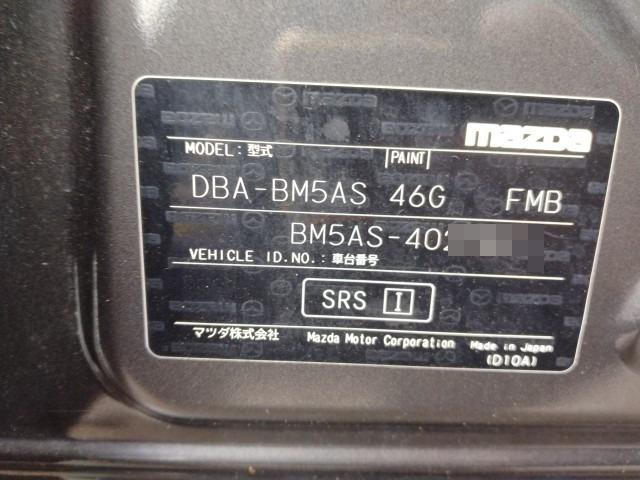 mazda
MODEL: 型式 PAINT
DBA-BM5AS 46G FMB
BM5AS-402
VEHICLE ID.NO.: 車台番号
SRS I
マツダ株式会社 Mazda Motor Corporation Made in Japan
(D10A)